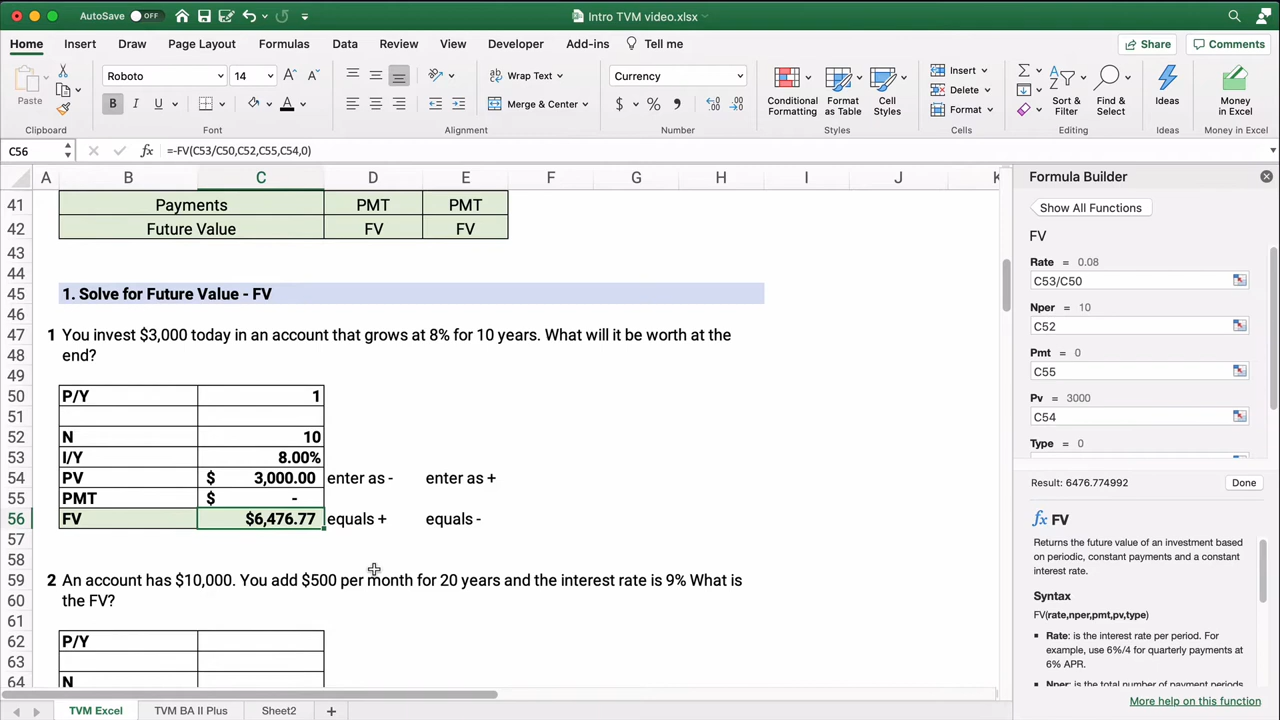 AutoSave OFF
Intro TVM video.xlsx
Home Insert Draw Page Layout Formulas Data Review View Developer Add-ins Tell me
Share
Comments
Paste
Clipboard
Roboto 14
B I U
Font
Wrap Text
Merge & Center
Alignment
Currency
$ % ,
Number
Conditional Formatting
Format as Table
Cell Styles
Styles
Insert
Delete
Format
Cells
Sort & Filter
Find & Select
Editing
Ideas
Ideas
Money in Excel
Money in Excel
C56 fx =-FV(C53/C50,C52,C55,C54,0)
A B C D E F G H I J K
41 Payments PMT PMT
42 Future Value FV FV
43
44
45 1. Solve for Future Value - FV
46
47 1 You invest $3,000 today in an account that grows at 8% for 10 years. What will it be worth at the
48 end?
49
50 P/Y 1
51
52 N 10
53 I/Y 8.00%
54 PV $ 3,000.00 enter as - enter as +
55 PMT $ -
56 FV $6,476.77 equals + equals -
57
58
59 2 An account has $10,000. You add $500 per month for 20 years and the interest rate is 9% What is
60 the FV?
61
62 P/Y
63
64 N
TVM Excel TVM BA II Plus Sheet2 +
Formula Builder
Show All Functions
FV
Rate = 0.08
C53/C50
Nper = 10
C52
Pmt = 0
C55
Pv = 3000
C54
Type = 0
Result: 6476.774992
Done
fx FV
Returns the future value of an investment based
on periodic, constant payments and a constant
interest rate.
Syntax
FV(rate,nper,pmt,pv,type)
Rate: is the interest rate per period. For
example, use 6%/4 for quarterly payments at
6% APR.
Nper: is the total number of payment periods
More help on this function